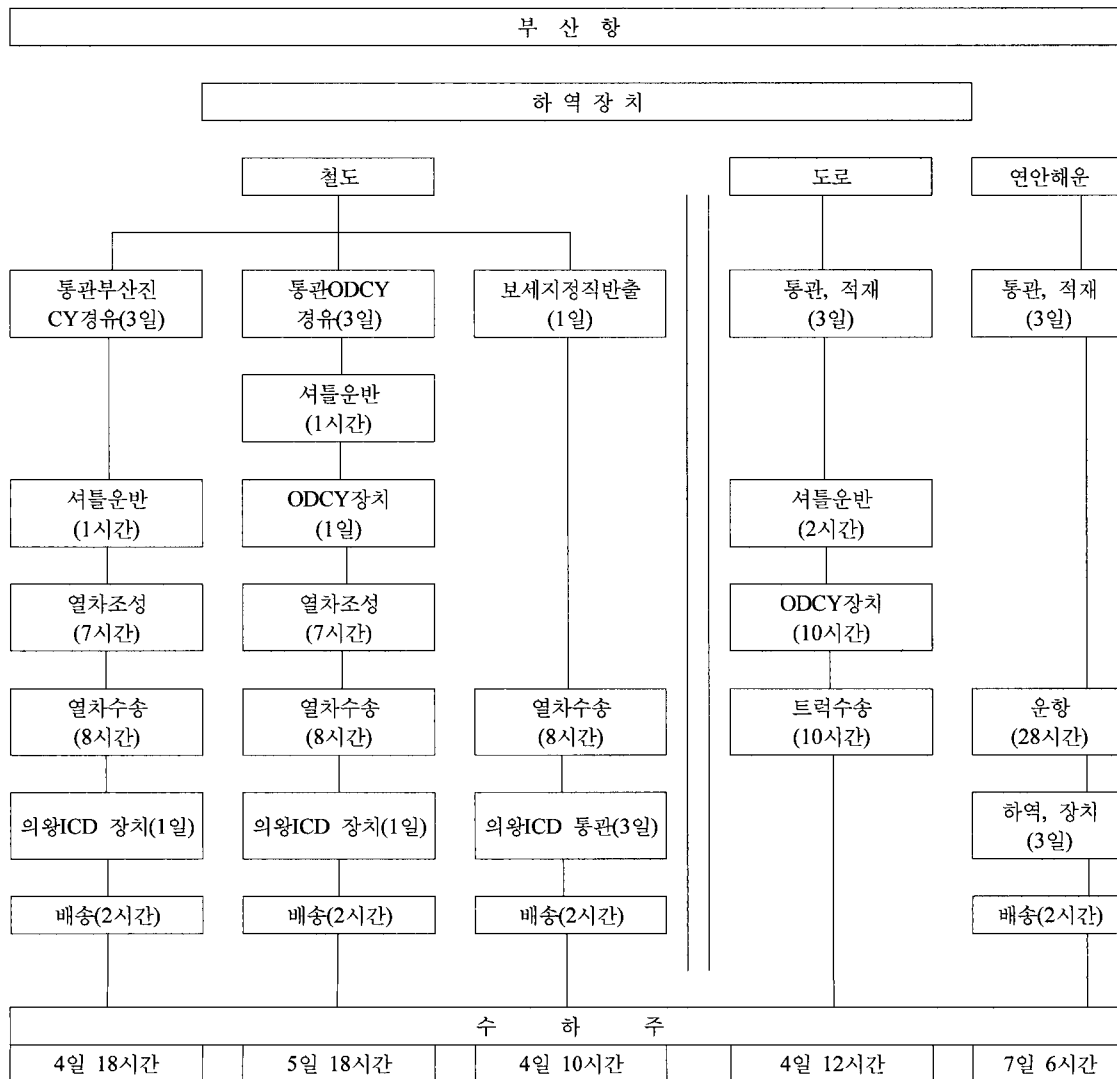 부 산 항
하 역 장 치
철도
도로
연안해운
통관부산진
CY경유(3일)
통관ODCY
경유(3일)
보세지정직반출
(1일)
통관, 적재
(3일)
통관, 적재
(3일)
셔틀운반
(1시간)
셔틀운반
(1시간)
ODCY장치
(1일)
셔틀운반
(2시간)
열차조성
(7시간)
열차조성
(7시간)
ODCY장치
(10시간)
열차수송
(8시간)
열차수송
(8시간)
열차수송
(8시간)
트럭수송
(10시간)
운항
(28시간)
의왕ICD 장치(1일)
의왕ICD 장치(1일)
의왕ICD 통관(3일)
하역, 장치
(3일)
배송(2시간)
배송(2시간)
배송(2시간)
배송(2시간)
수 하 주
4일 18시간
5일 18시간
4일 10시간
4일 12시간
7일 6시간